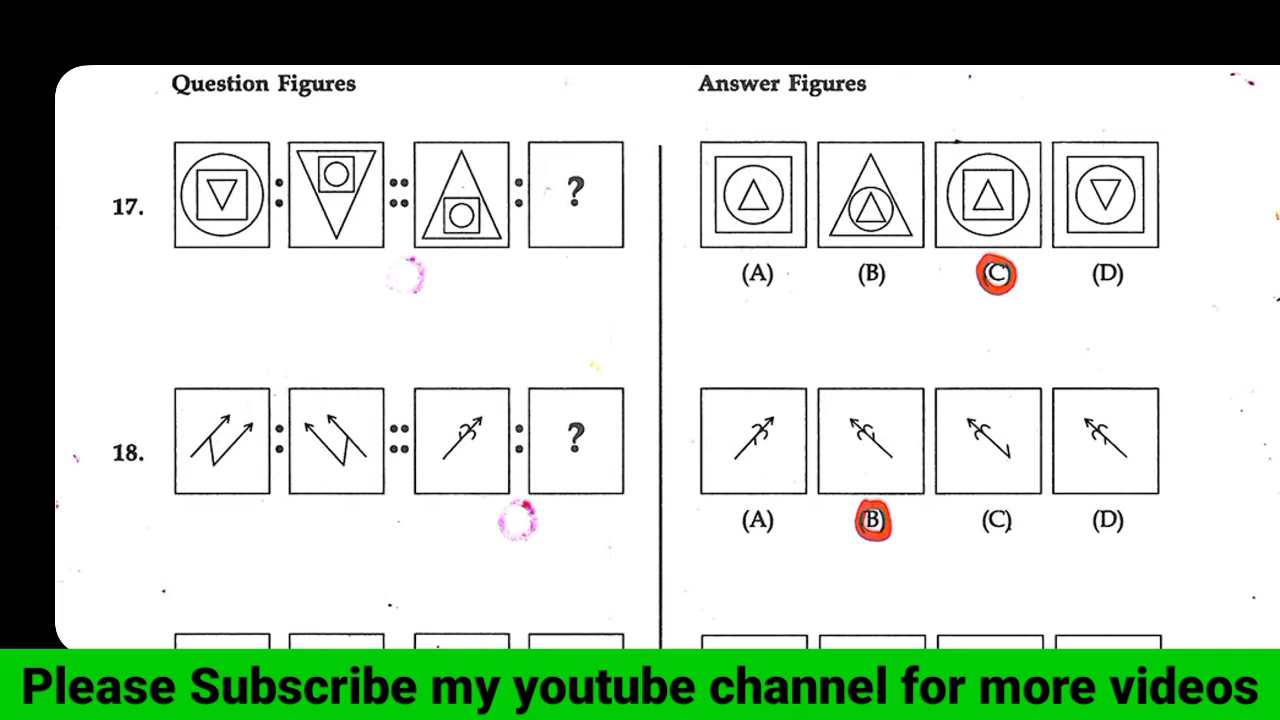 Question Figures
Answer Figures
17.
?
(A)
(B)
(C)
(D)
18.
?
(A)
(B)
(C)
(D)
Please Subscribe my youtube channel for more videos